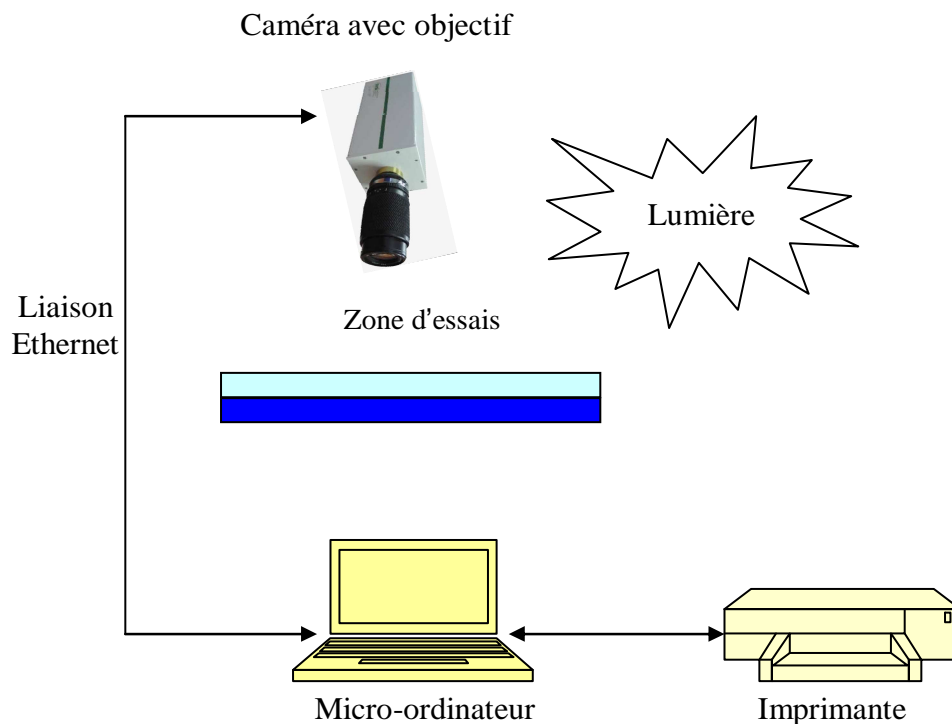 Caméra avec objectif
Lumière
Liaison
Ethernet
Zone d'essais
Micro-ordinateur
Imprimante